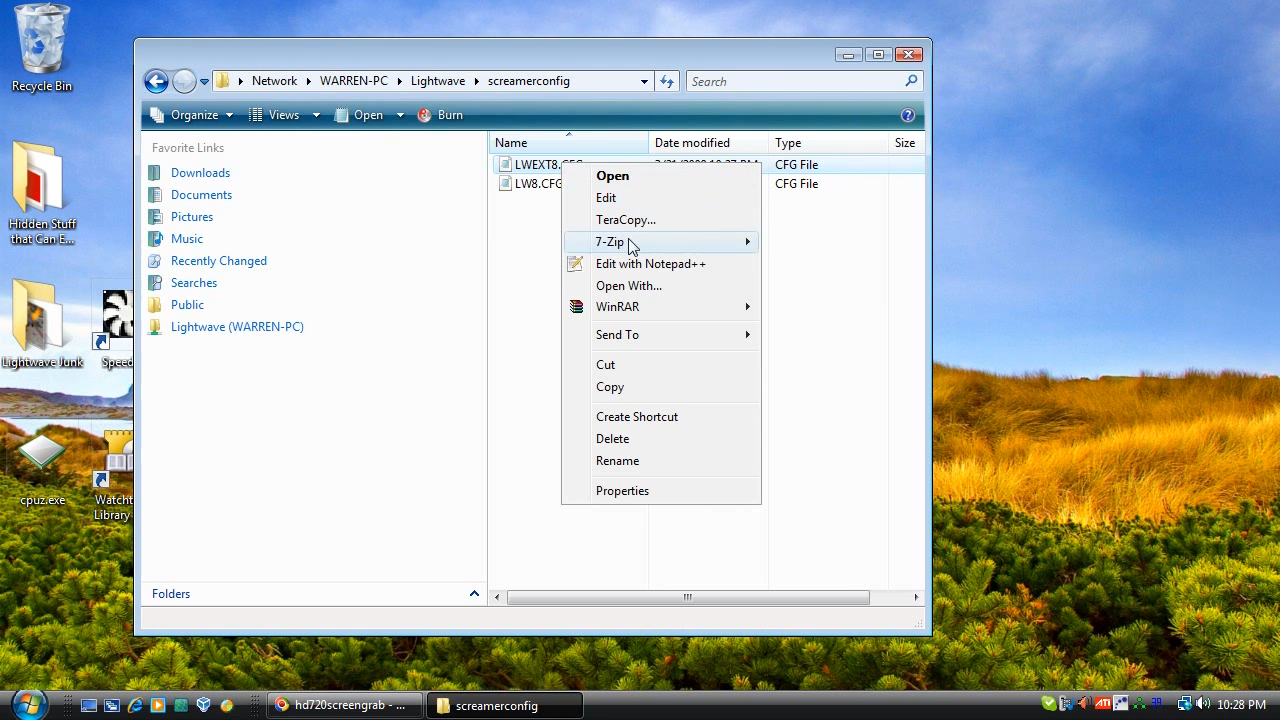 Recycle Bin
Hidden Stuff
that Can E...
Lightwave Junk
Speed
cpuz.exe
Watcht
Library
Network
WARREN-PC
Lightwave
screamerconfig
Search
Organize
Views
Open
Burn
Favorite Links
Downloads
Documents
Pictures
Music
Recently Changed
Searches
Public
Lightwave (WARREN-PC)
Folders
Name
Date modified
Type
Size
LWEXT8.CFG
CFG File
LW8.CFG
CFG File
Open
Edit
TeraCopy...
7-Zip
Edit with Notepad++
Open With...
WinRAR
Send To
Cut
Copy
Create Shortcut
Delete
Rename
Properties
hd720screengrab - ...
screamerconfig
ATI
10:28 PM